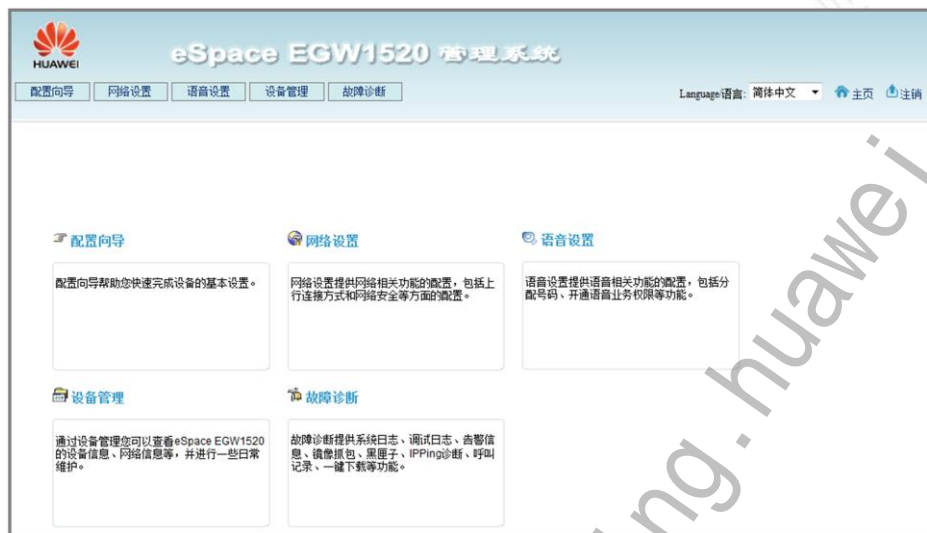 HUAWEI
eSpace EGW1520 管理系统
配置向导 网络设置 语音设置 设备管理 故障诊断 Language/语言: 简体中文 主页 注销
配置向导 网络设置 语音设置
配置向导帮助您快速完成设备的基本设置。
网络设置提供网络相关功能的配置，包括上
行连接方式和网络安全等方面的配置。
语音设置提供语音相关功能的配置，包括分
配号码、开通语音业务权限等功能。
设备管理 故障诊断
通过设备管理您可以查看eSpace EGW1520
的设备信息、网络信息等，并进行一些日常
维护。
故障诊断提供系统日志、调试日志、告警信
息、镜像抓包、黑匣子、IPPing诊断、呼叫
记录、一键下载等功能。
ing.huawei